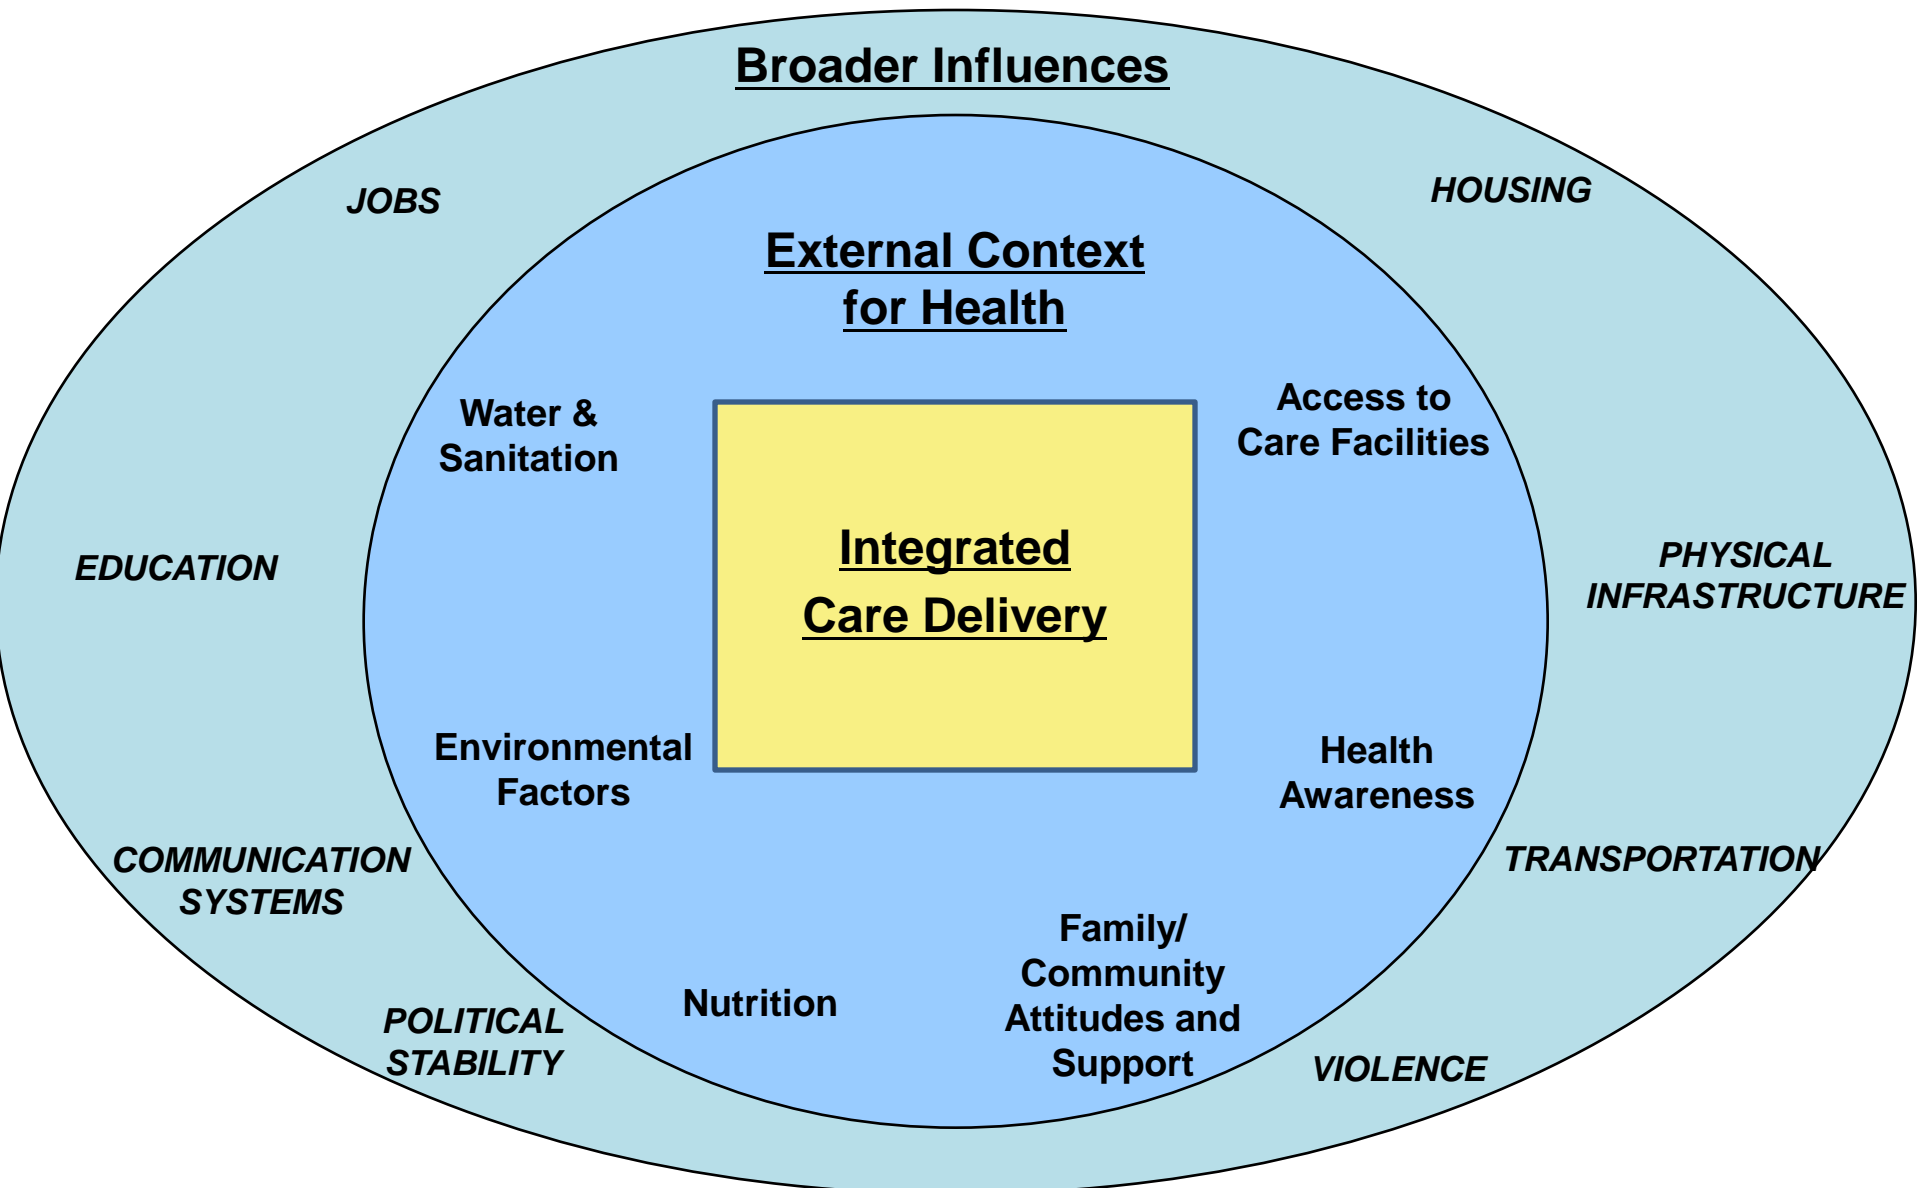 Broader Influences
JOBS
HOUSING
External Context
for Health
Water &
Sanitation
Access to
Care Facilities
Integrated
Care Delivery
EDUCATION
PHYSICAL
INFRASTRUCTURE
Environmental
Factors
Health
Awareness
COMMUNICATION
SYSTEMS
TRANSPORTATION
Nutrition
Family/
Community
Attitudes and
Support
POLITICAL
STABILITY
VIOLENCE